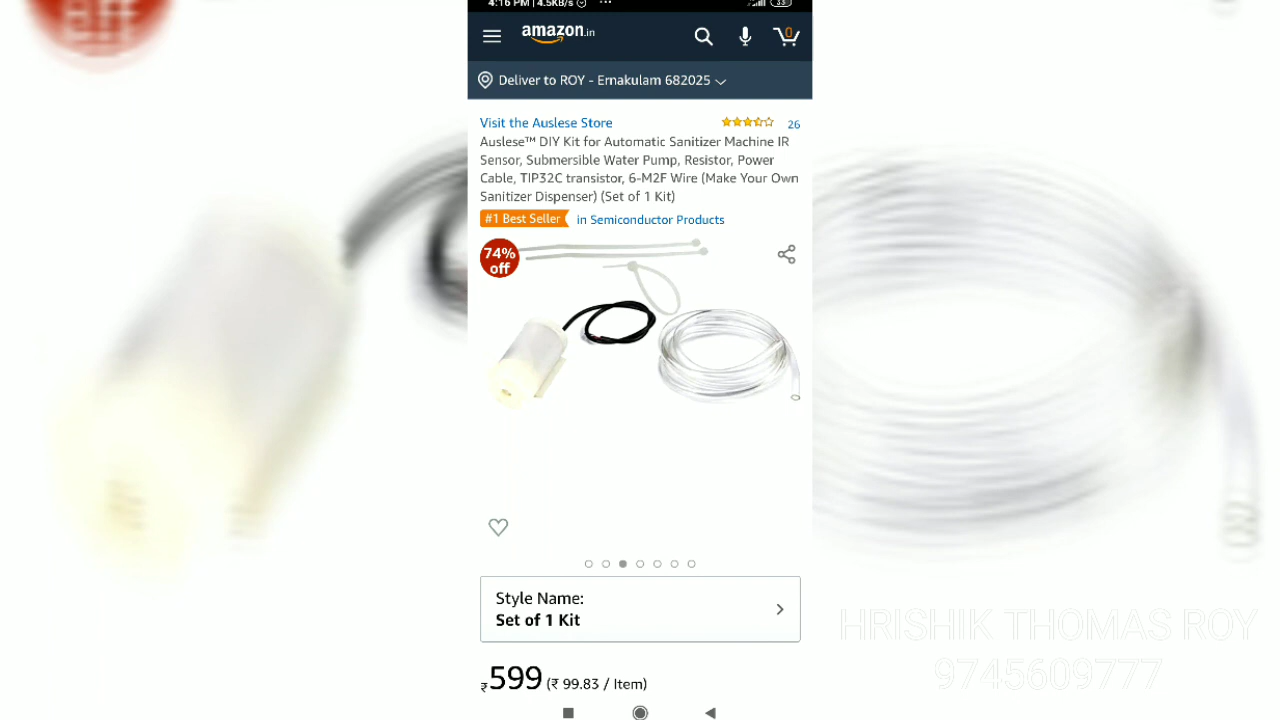 4:16 PM | 4.5KB/s
amazon.in
0
Deliver to ROY - Ernakulam 682025
Visit the Auslese Store
26
Auslese™ DIY Kit for Automatic Sanitizer Machine IR
Sensor, Submersible Water Pump, Resistor, Power
Cable, TIP32C transistor, 6-M2F Wire (Make Your Own
Sanitizer Dispenser) (Set of 1 Kit)
#1 Best Seller in Semiconductor Products
74%
off
Style Name:
Set of 1 Kit
₹599 (₹ 99.83 / Item)
HRISHIK THOMAS ROY
9745609777